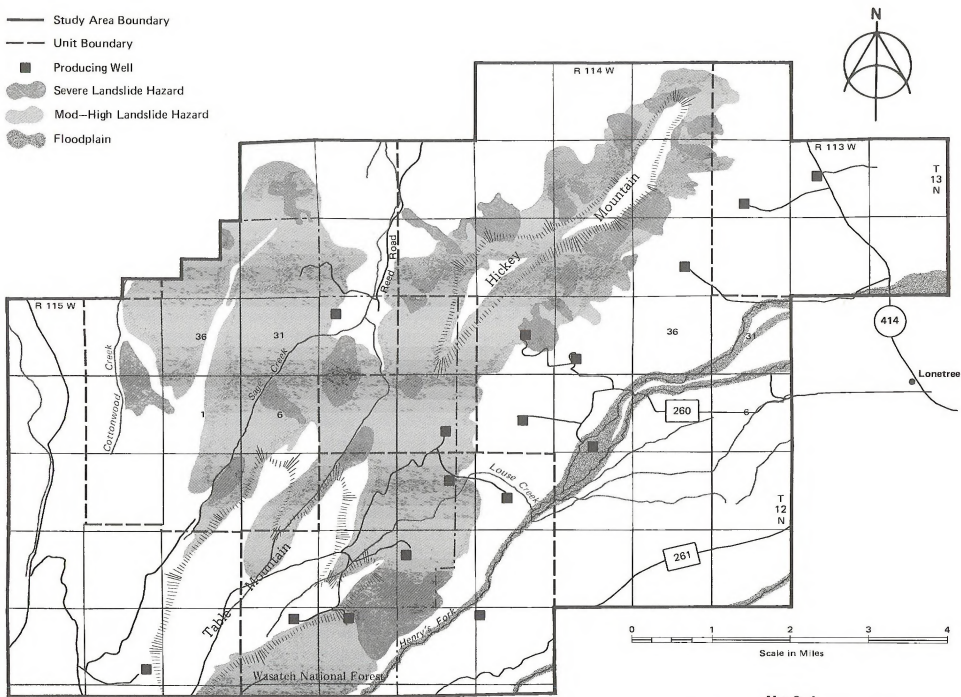 Study Area Boundary
Unit Boundary
Producing Well
Severe Landslide Hazard
Mod–High Landslide Hazard
Floodplain
N
R 114 W
R 113 W
T
13
N
Mountain
Hickey
Reed Road
R 115 W
36
31
36
31
414
Cottonwood Creek
Sage Creek
Lonetree
1
6
260
6
Louse Creek
T
12
N
261
Table Mountain
Henry's Fork
Wasatch National Forest
0 1 2 3 4
Scale in Miles